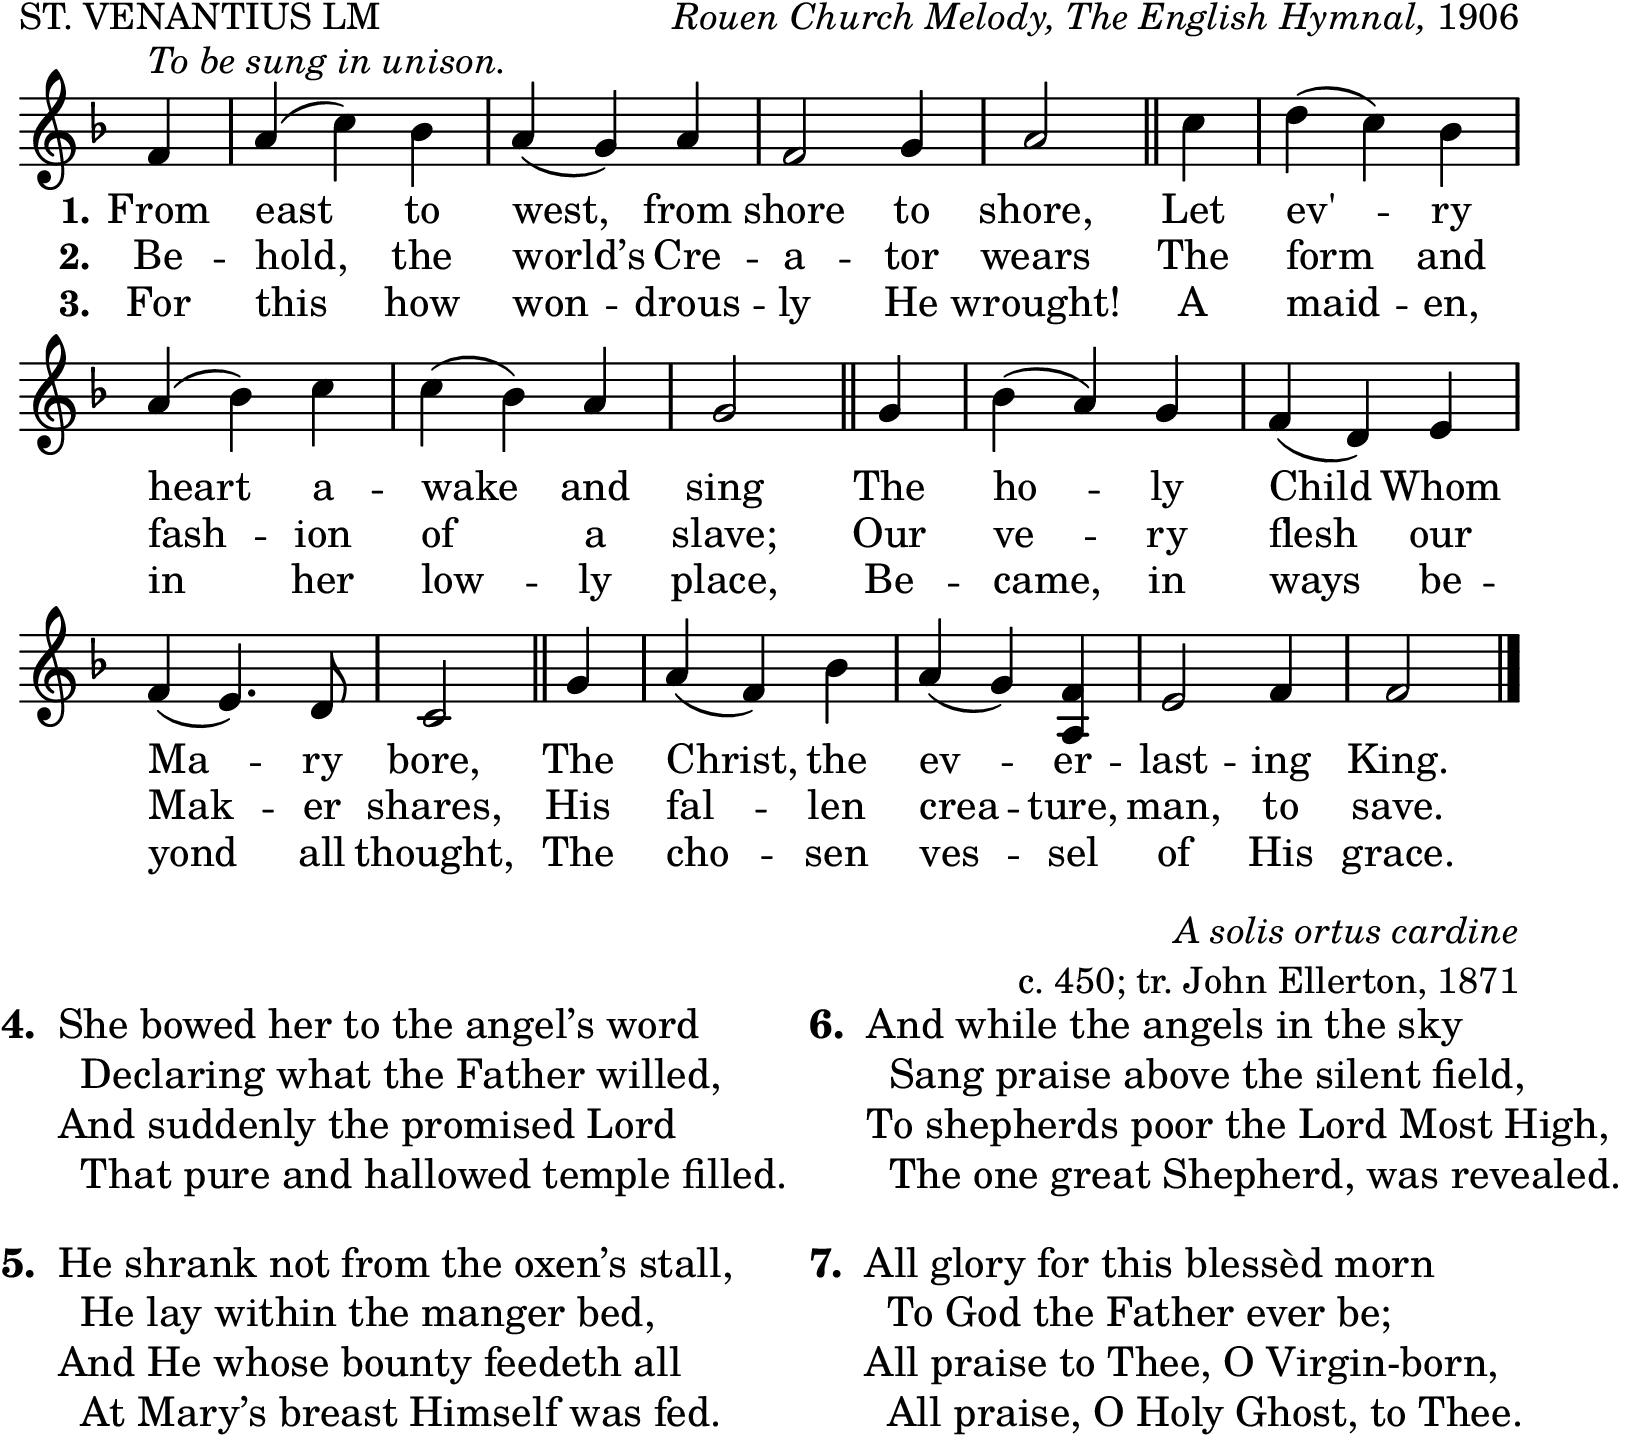 ST. VENANTIUS LM
Rouen Church Melody, The English Hymnal, 1906
To be sung in unison.
1. From east to west, from shore to shore, Let ev' -- ry
2. Be -- hold, the world’s Cre -- a -- tor wears The form and
3. For this how won -- drous -- ly He wrought! A maid -- en,
heart a -- wake and sing The ho -- ly Child Whom
fash -- ion of a slave; Our ve -- ry flesh our
in her low -- ly place, Be -- came, in ways be --
Ma -- ry bore, The Christ, the ev -- er -- last -- ing King.
Mak -- er shares, His fal -- len crea -- ture, man, to save.
yond all thought, The cho -- sen ves -- sel of His grace.
A solis ortus cardine
c. 450; tr. John Ellerton, 1871
4. She bowed her to the angel’s word
Declaring what the Father willed,
And suddenly the promised Lord
That pure and hallowed temple filled.
5. He shrank not from the oxen’s stall,
He lay within the manger bed,
And He whose bounty feedeth all
At Mary’s breast Himself was fed.
6. And while the angels in the sky
Sang praise above the silent field,
To shepherds poor the Lord Most High,
The one great Shepherd, was revealed.
7. All glory for this blessèd morn
To God the Father ever be;
All praise to Thee, O Virgin-born,
All praise, O Holy Ghost, to Thee.